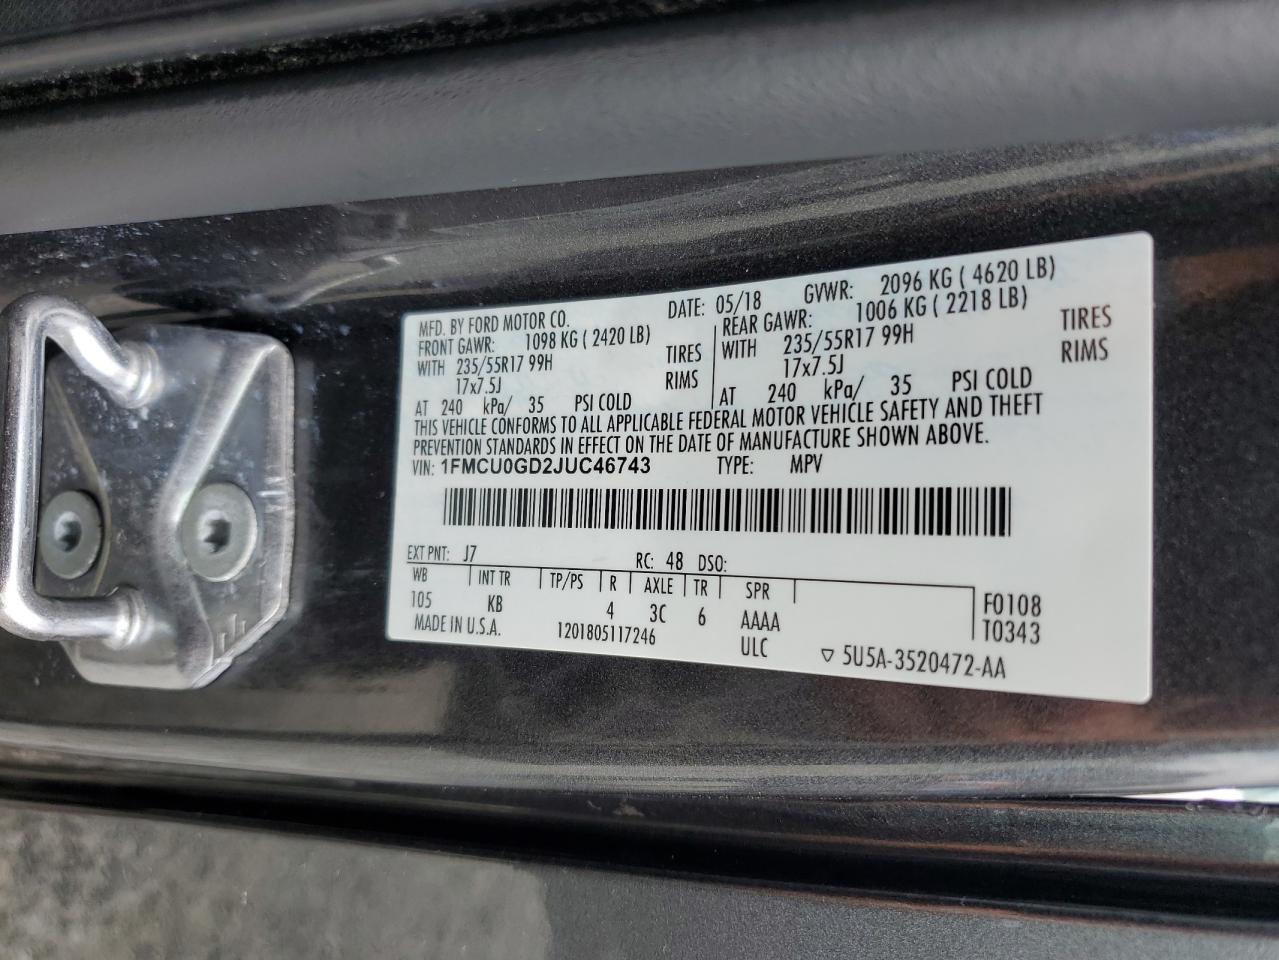 MFD. BY FORD MOTOR CO. DATE: 05/18 GVWR: 2096 KG ( 4620 LB)
FRONT GAWR: 1098 KG ( 2420 LB) REAR GAWR: 1006 KG ( 2218 LB)
WITH 235/55R17 99H TIRES WITH 235/55R17 99H TIRES
17x7.5J RIMS 17x7.5J RIMS
AT 240 kPa/ 35 PSI COLD AT 240 kPa/ 35 PSI COLD
THIS VEHICLE CONFORMS TO ALL APPLICABLE FEDERAL MOTOR VEHICLE SAFETY AND THEFT
PREVENTION STANDARDS IN EFFECT ON THE DATE OF MANUFACTURE SHOWN ABOVE.
VIN: 1FMCU0GD2JUC46743 TYPE: MPV
EXT PNT: J7 RC: 48 DSO:
WB INT TR TP/PS R AXLE TR SPR
105 KB 4 3C 6 AAAA F0108
MADE IN U.S.A. 1201805117246 ULC T0343
▽ 5U5A-3520472-AA